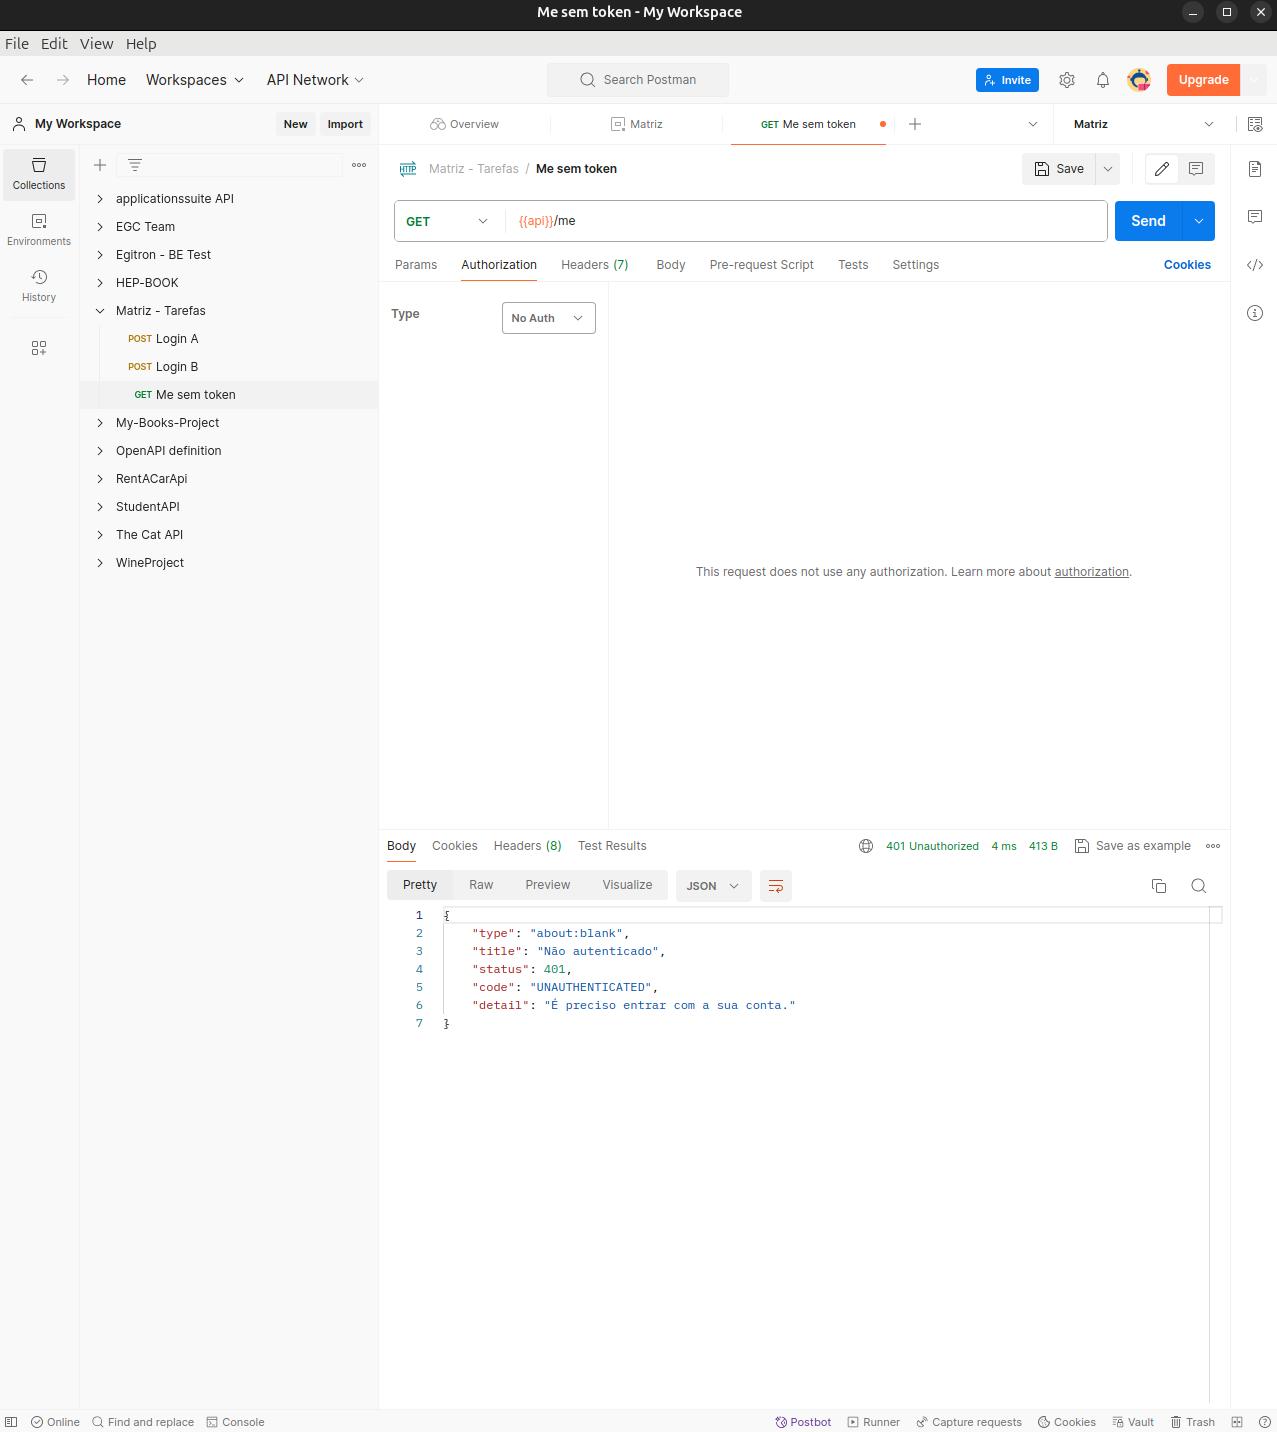 Me sem token - My Workspace
File Edit View Help
Home Workspaces API Network
Search Postman
Invite
Upgrade
My Workspace
New Import
Overview
Matriz
GET Me sem token
Matriz
Collections
Environments
History
applicationssuite API
EGC Team
Egitron - BE Test
HEP-BOOK
Matriz - Tarefas
POST Login A
POST Login B
GET Me sem token
My-Books-Project
OpenAPI definition
RentACarApi
StudentAPI
The Cat API
WineProject
HTTP Matriz - Tarefas / Me sem token
Save
GET {{api}}/me
Send
Params Authorization Headers (7) Body Pre-request Script Tests Settings Cookies
Type No Auth
This request does not use any authorization. Learn more about authorization.
Body Cookies Headers (8) Test Results
401 Unauthorized 4 ms 413 B Save as example
Pretty Raw Preview Visualize JSON
1 {
2 "type": "about:blank",
3 "title": "Não autenticado",
4 "status": 401,
5 "code": "UNAUTHENTICATED",
6 "detail": "É preciso entrar com a sua conta."
7 }
Online Find and replace Console
Postbot Runner Capture requests Cookies Vault Trash